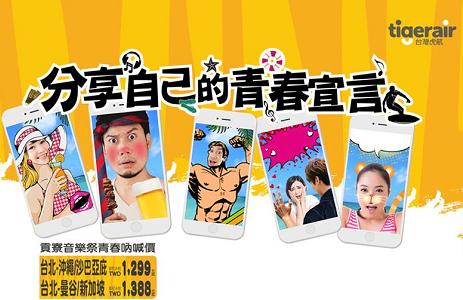 tigerair
台灣虎航
分享自己的青春宣言
貢寮音樂祭青春吶喊價
台北-沖繩/沙巴亞庇 TWD 1,299
台北-曼谷/新加坡 TWD 1,388